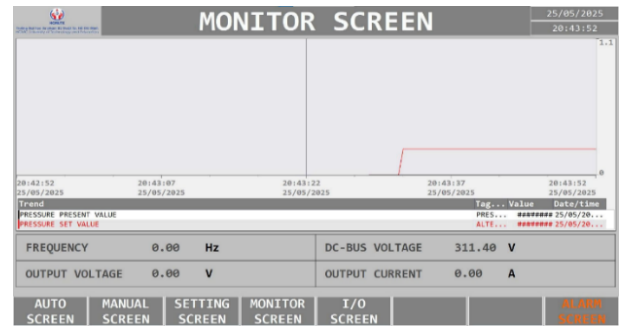 MONITOR SCREEN
25/05/2025
20:43:52
1.1
0
20:42:52 20:43:07 20:43:22 20:43:37 20:43:52
25/05/2025 25/05/2025 25/05/2025 25/05/2025 25/05/2025
Trend Tag... Value Date/time
PRESSURE PRESENT VALUE PRES... ######## 25/05/20...
PRESSURE SET VALUE ALTE... ######## 25/05/20...
FREQUENCY 0.00 Hz DC-BUS VOLTAGE 311.40 V
OUTPUT VOLTAGE 0.00 V OUTPUT CURRENT 0.00 A
AUTO MANUAL SETTING MONITOR I/O ALARM
SCREEN SCREEN SCREEN SCREEN SCREEN SCREEN